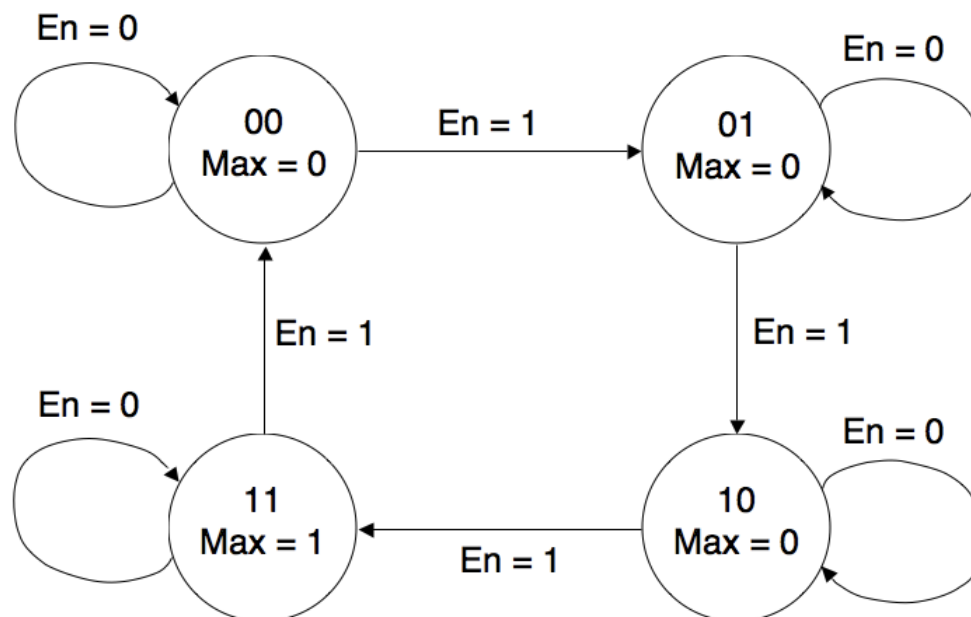 En = 0
En = 0
00
Max = 0
En = 1
01
Max = 0
En = 1
En = 1
En = 0
En = 0
11
Max = 1
En = 1
10
Max = 0